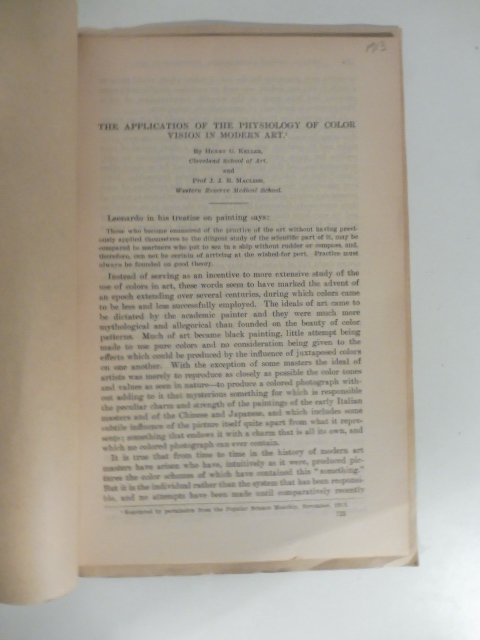 1913
THE APPLICATION OF THE PHYSIOLOGY OF COLOR
VISION IN MODERN ART.¹
By Henry G. Keller,
Cleveland School of Art,
and
Prof J. J. R. Macleod,
Western Reserve Medical School.
Leonardo in his treatise on painting says:
Those who become enamored of the practice of the art without having previ-
ously applied themselves to the diligent study of the scientific part of it, may be
compared to mariners who put to sea in a ship without rudder or compass, and,
therefore, can not be certain of arriving at the wished-for port. Practice must
always be founded on good theory.
Instead of serving as an incentive to more extensive study of the
use of colors in art, these words seem to have marked the advent of
an epoch extending over several centuries, during which colors came
to be less and less successfully employed. The ideals of art came to
be dictated by the academic painter and they were much more
mythological and allegorical than founded on the beauty of color
patterns. Much of art became black painting, little attempt being
made to use pure colors and no consideration being given to the
effects which could be produced by the influence of juxtaposed colors
on one another. With the exception of some masters the ideal of
artists was merely to reproduce as closely as possible the color tones
and values as seen in nature—to produce a colored photograph with-
out adding to it that mysterious something for which is responsible
the peculiar charm and strength of the paintings of the early Italian
masters and of the Chinese and Japanese, and which includes some
subtle influence of the picture itself quite apart from what it repre-
sents; something that endows it with a charm that is all its own, and
which no colored photograph can ever contain.
It is true that from time to time in the history of modern art
masters have arisen who have, intuitively as it were, produced pic-
tures the color schemes of which have contained this "something."
But it is the individual rather than the system that has been responsi-
ble, and no attempts have been made until comparatively recently
¹ Reprinted by permission from the Popular Science Monthly, November, 1913.
723